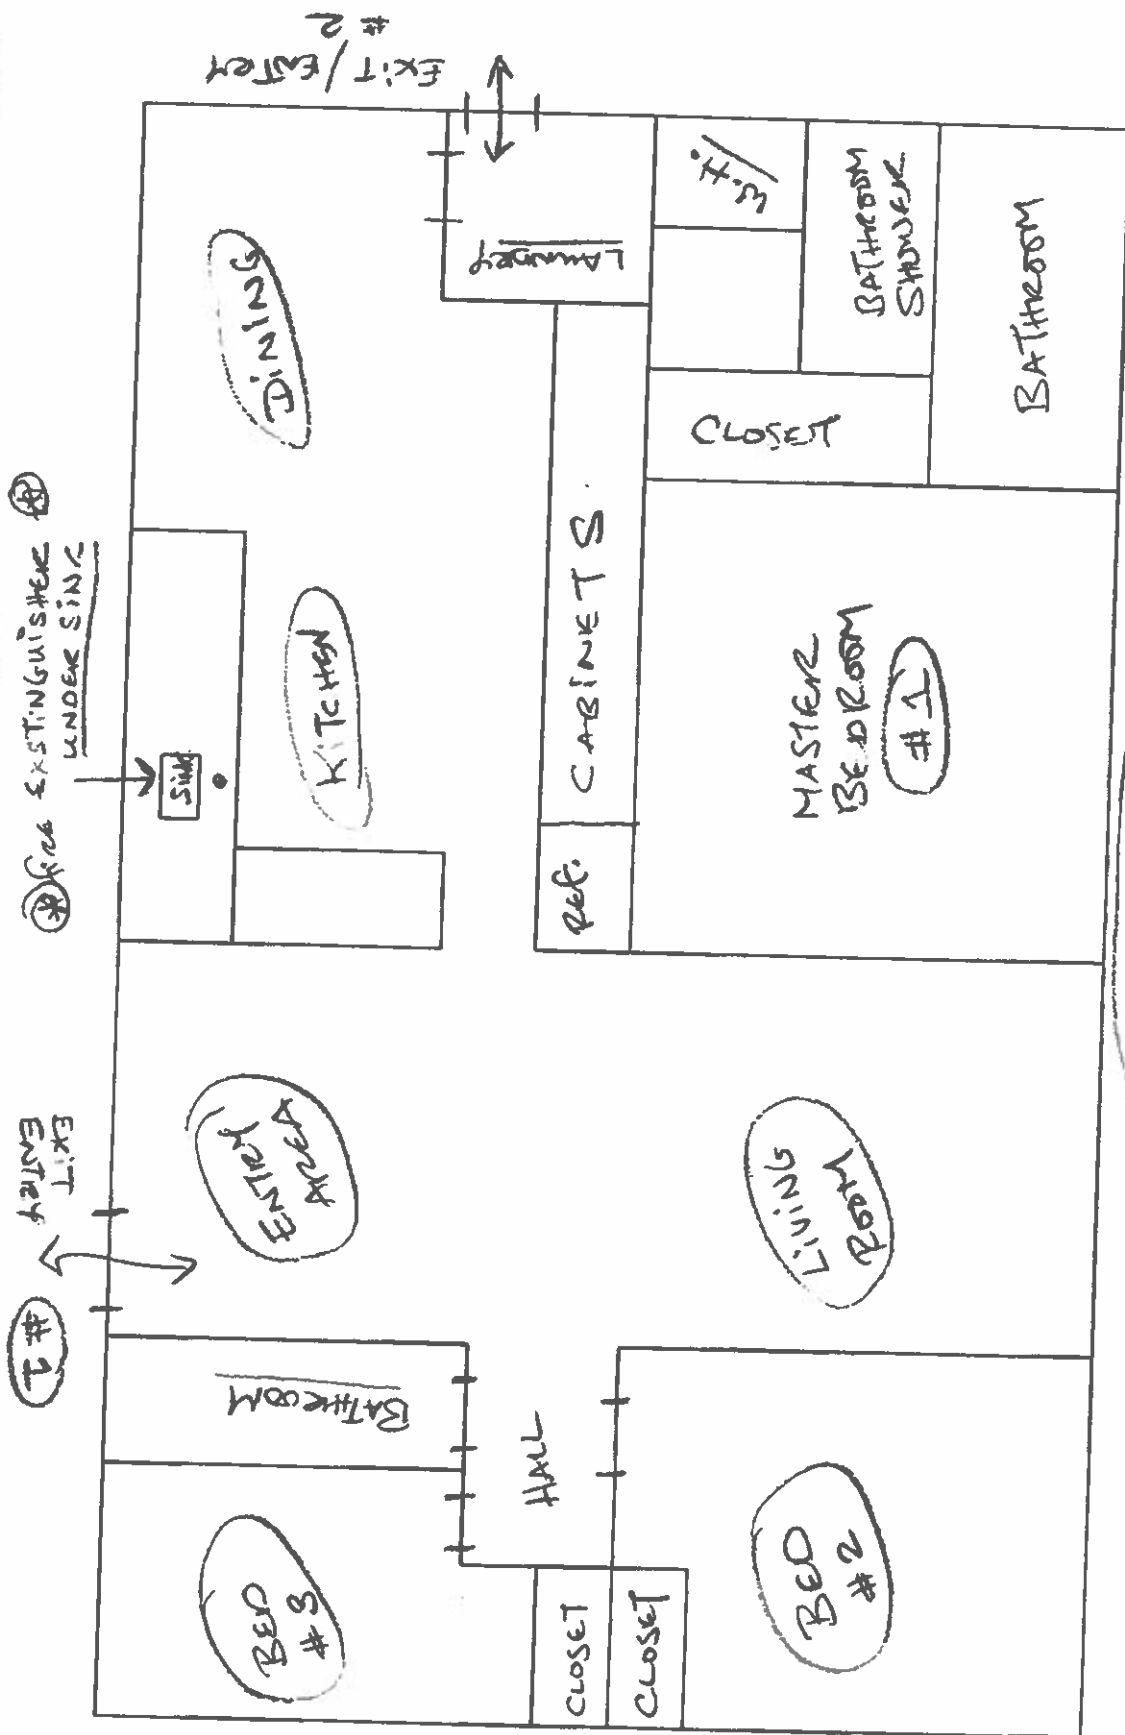 #1
EXIT
ENTRY
* fire EXSTINGUISHER *
UNDER SINK
EXIT / ENTRY
#2
BED
#3
BATHROOM
ENTRY
AREA
SINK
KITCHEN
DINING
LAUNDRY
HALL
CLOSET
CLOSET
Ref.
CABINETS.
W.H.
CLOSET
BATHROOM
SHOWER
BATHROOM
BED
#2
LIVING
ROOM
MASTER
BEDROOM
#1